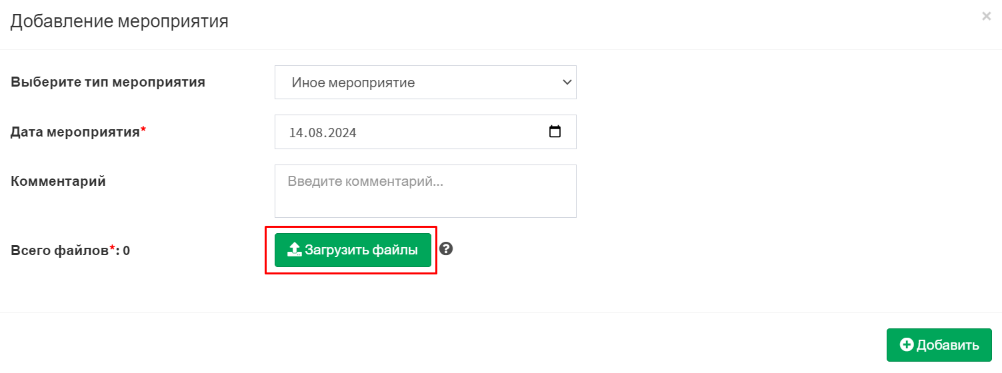 Добавление мероприятия ×
Выберите тип мероприятия Иное мероприятие
Дата мероприятия* 14.08.2024
Комментарий Введите комментарий...
Всего файлов*: 0 Загрузить файлы ?
Добавить